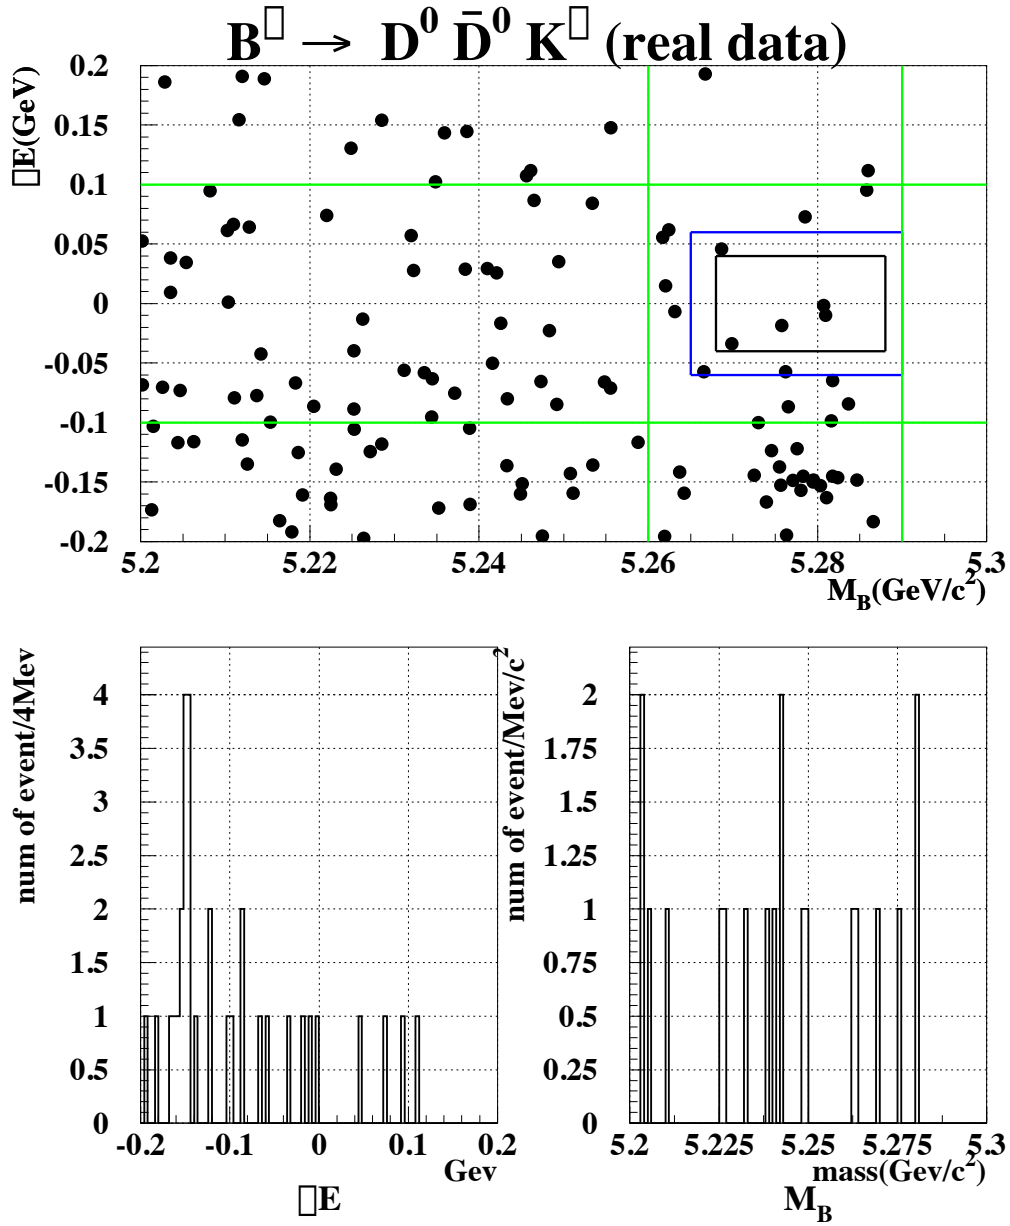 B□ → D⁰ D̄⁰ K□ (real data)
□E(GeV)
0.2
0.15
0.1
0.05
0
-0.05
-0.1
-0.15
-0.2
5.2 5.22 5.24 5.26 5.28 5.3
M_B(GeV/c²)
num of event/4Mev
4
3.5
3
2.5
2
1.5
1
0.5
0
-0.2 -0.1 0 0.1 0.2
Gev
□E
num of event/Mev/c²
2
1.75
1.5
1.25
1
0.75
0.5
0.25
0
5.2 5.225 5.25 5.275 5.3
mass(Gev/c²)
M_B